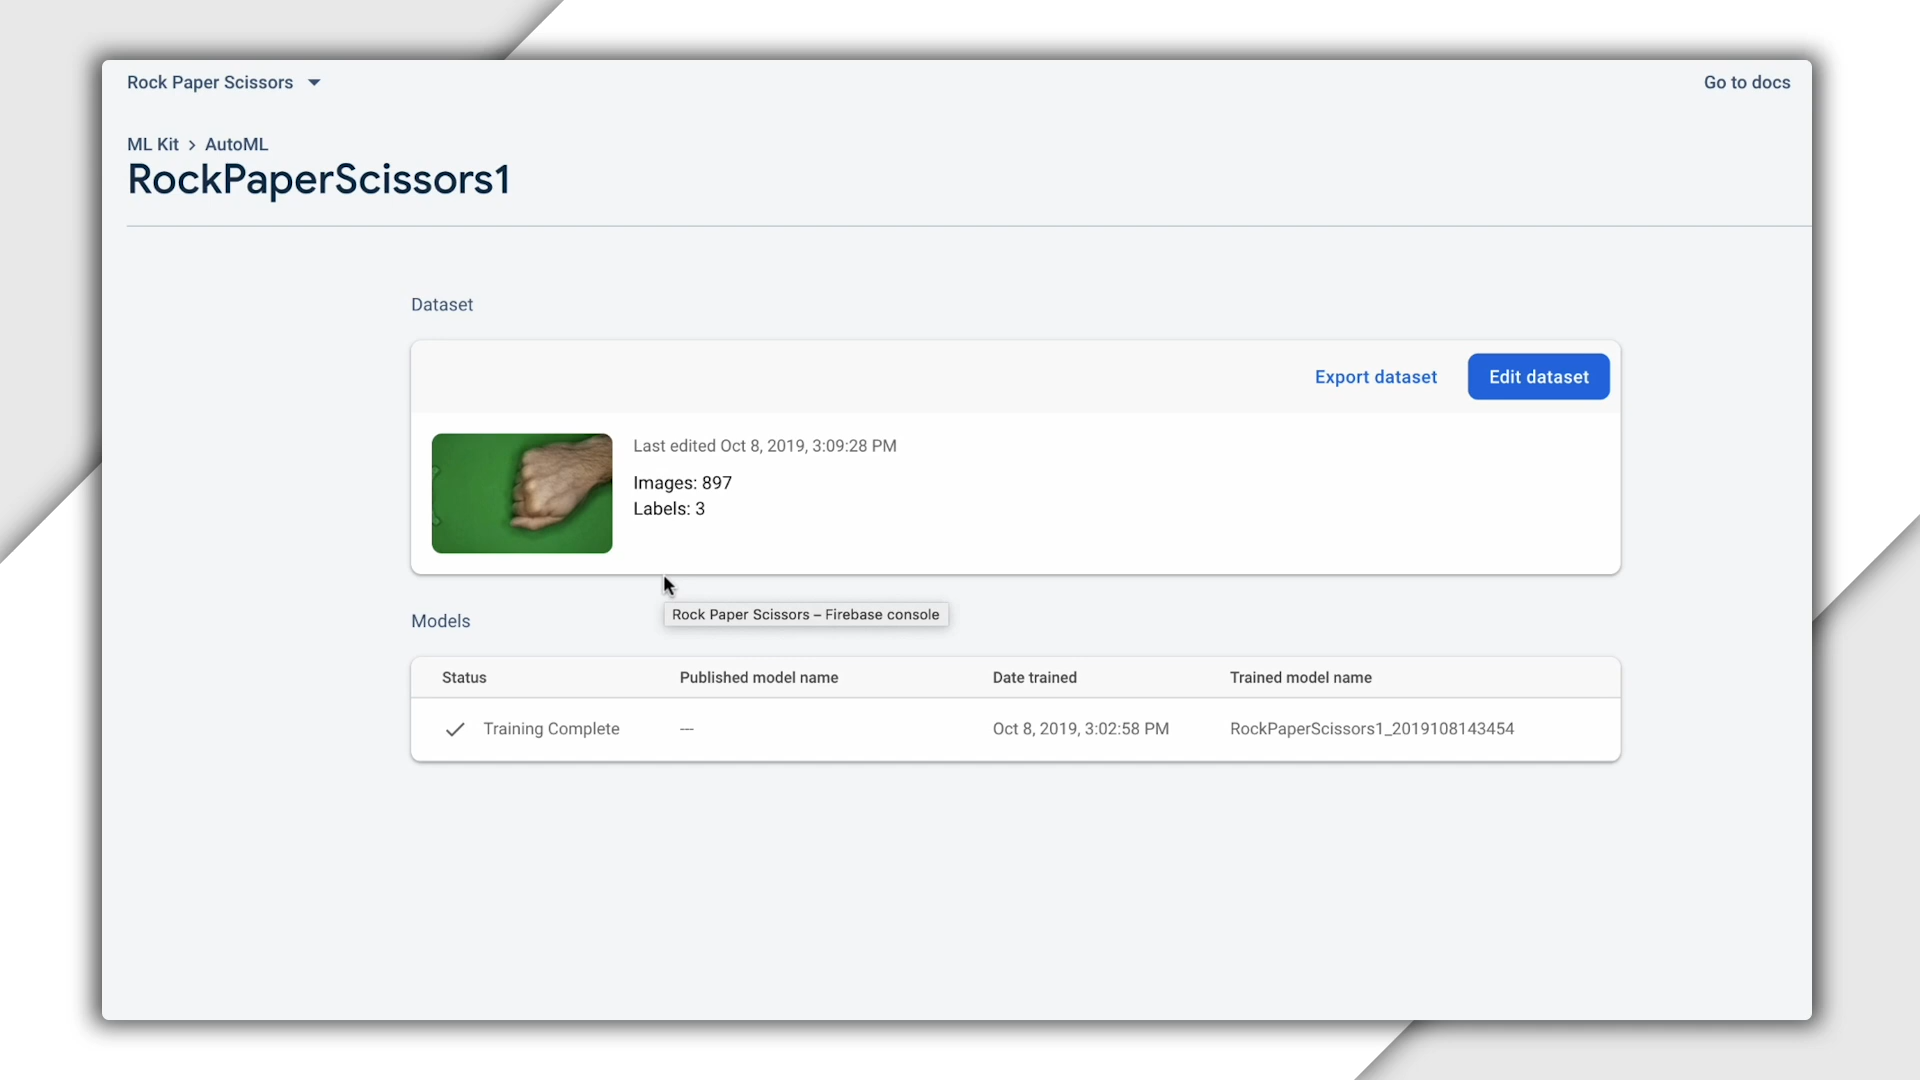 Rock Paper Scissors
Go to docs
ML Kit > AutoML
RockPaperScissors1
Dataset
Export dataset
Edit dataset
Last edited Oct 8, 2019, 3:09:28 PM
Images: 897
Labels: 3
Rock Paper Scissors – Firebase console
Models
Status Published model name Date trained Trained model name
Training Complete --- Oct 8, 2019, 3:02:58 PM RockPaperScissors1_2019108143454